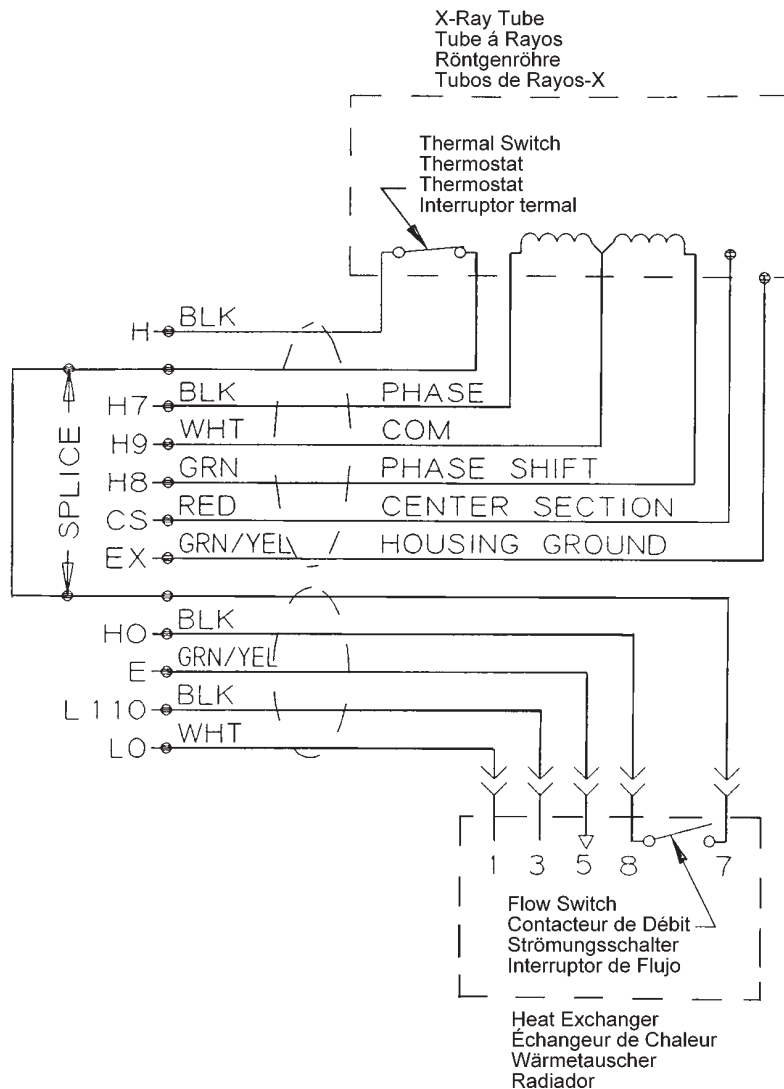 X-Ray Tube
Tube á Rayos
Röntgenröhre
Tubos de Rayos-X
Thermal Switch
Thermostat
Thermostat
Interruptor termal
H BLK
H7 BLK PHASE
H9 WHT COM
H8 GRN PHASE SHIFT
CS RED CENTER SECTION
EX GRN/YEL HOUSING GROUND
SPLICE
HO BLK
E GRN/YEL
L110 BLK
LO WHT
1 3 5 8 7
Flow Switch
Contacteur de Débit
Strömungsschalter
Interruptor de Flujo
Heat Exchanger
Échangeur de Chaleur
Wärmetauscher
Radiador